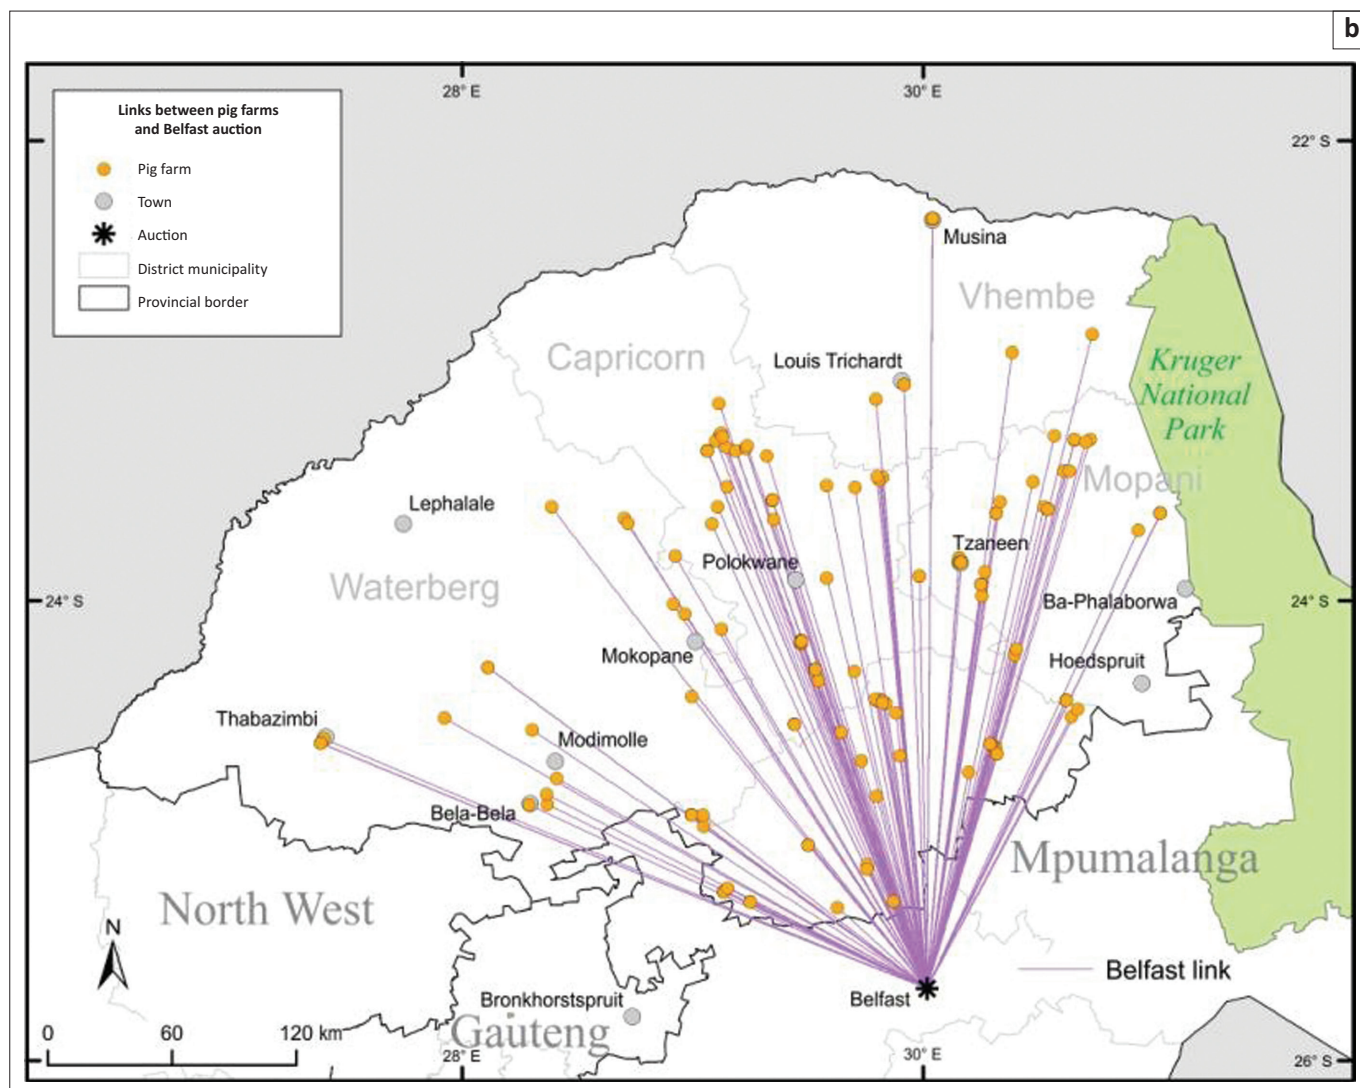 b
28° E
30° E
Links between pig farms
and Belfast auction
Pig farm
Town
Auction
District municipality
Provincial border
22° S
Musina
Vhembe
Capricorn
Louis Trichardt
Kruger
National
Park
Mopani
Lephalale
Tzaneen
Polokwane
Waterberg
24° S
24° S
Ba-Phalaborwa
Mokopane
Hoedspruit
Thabazimbi
Modimolle
Bela-Bela
Mpumalanga
North West
N
Belfast link
Belfast
Bronkhorstspruit
Gauteng
0 60 120 km
28° E
30° E
26° S